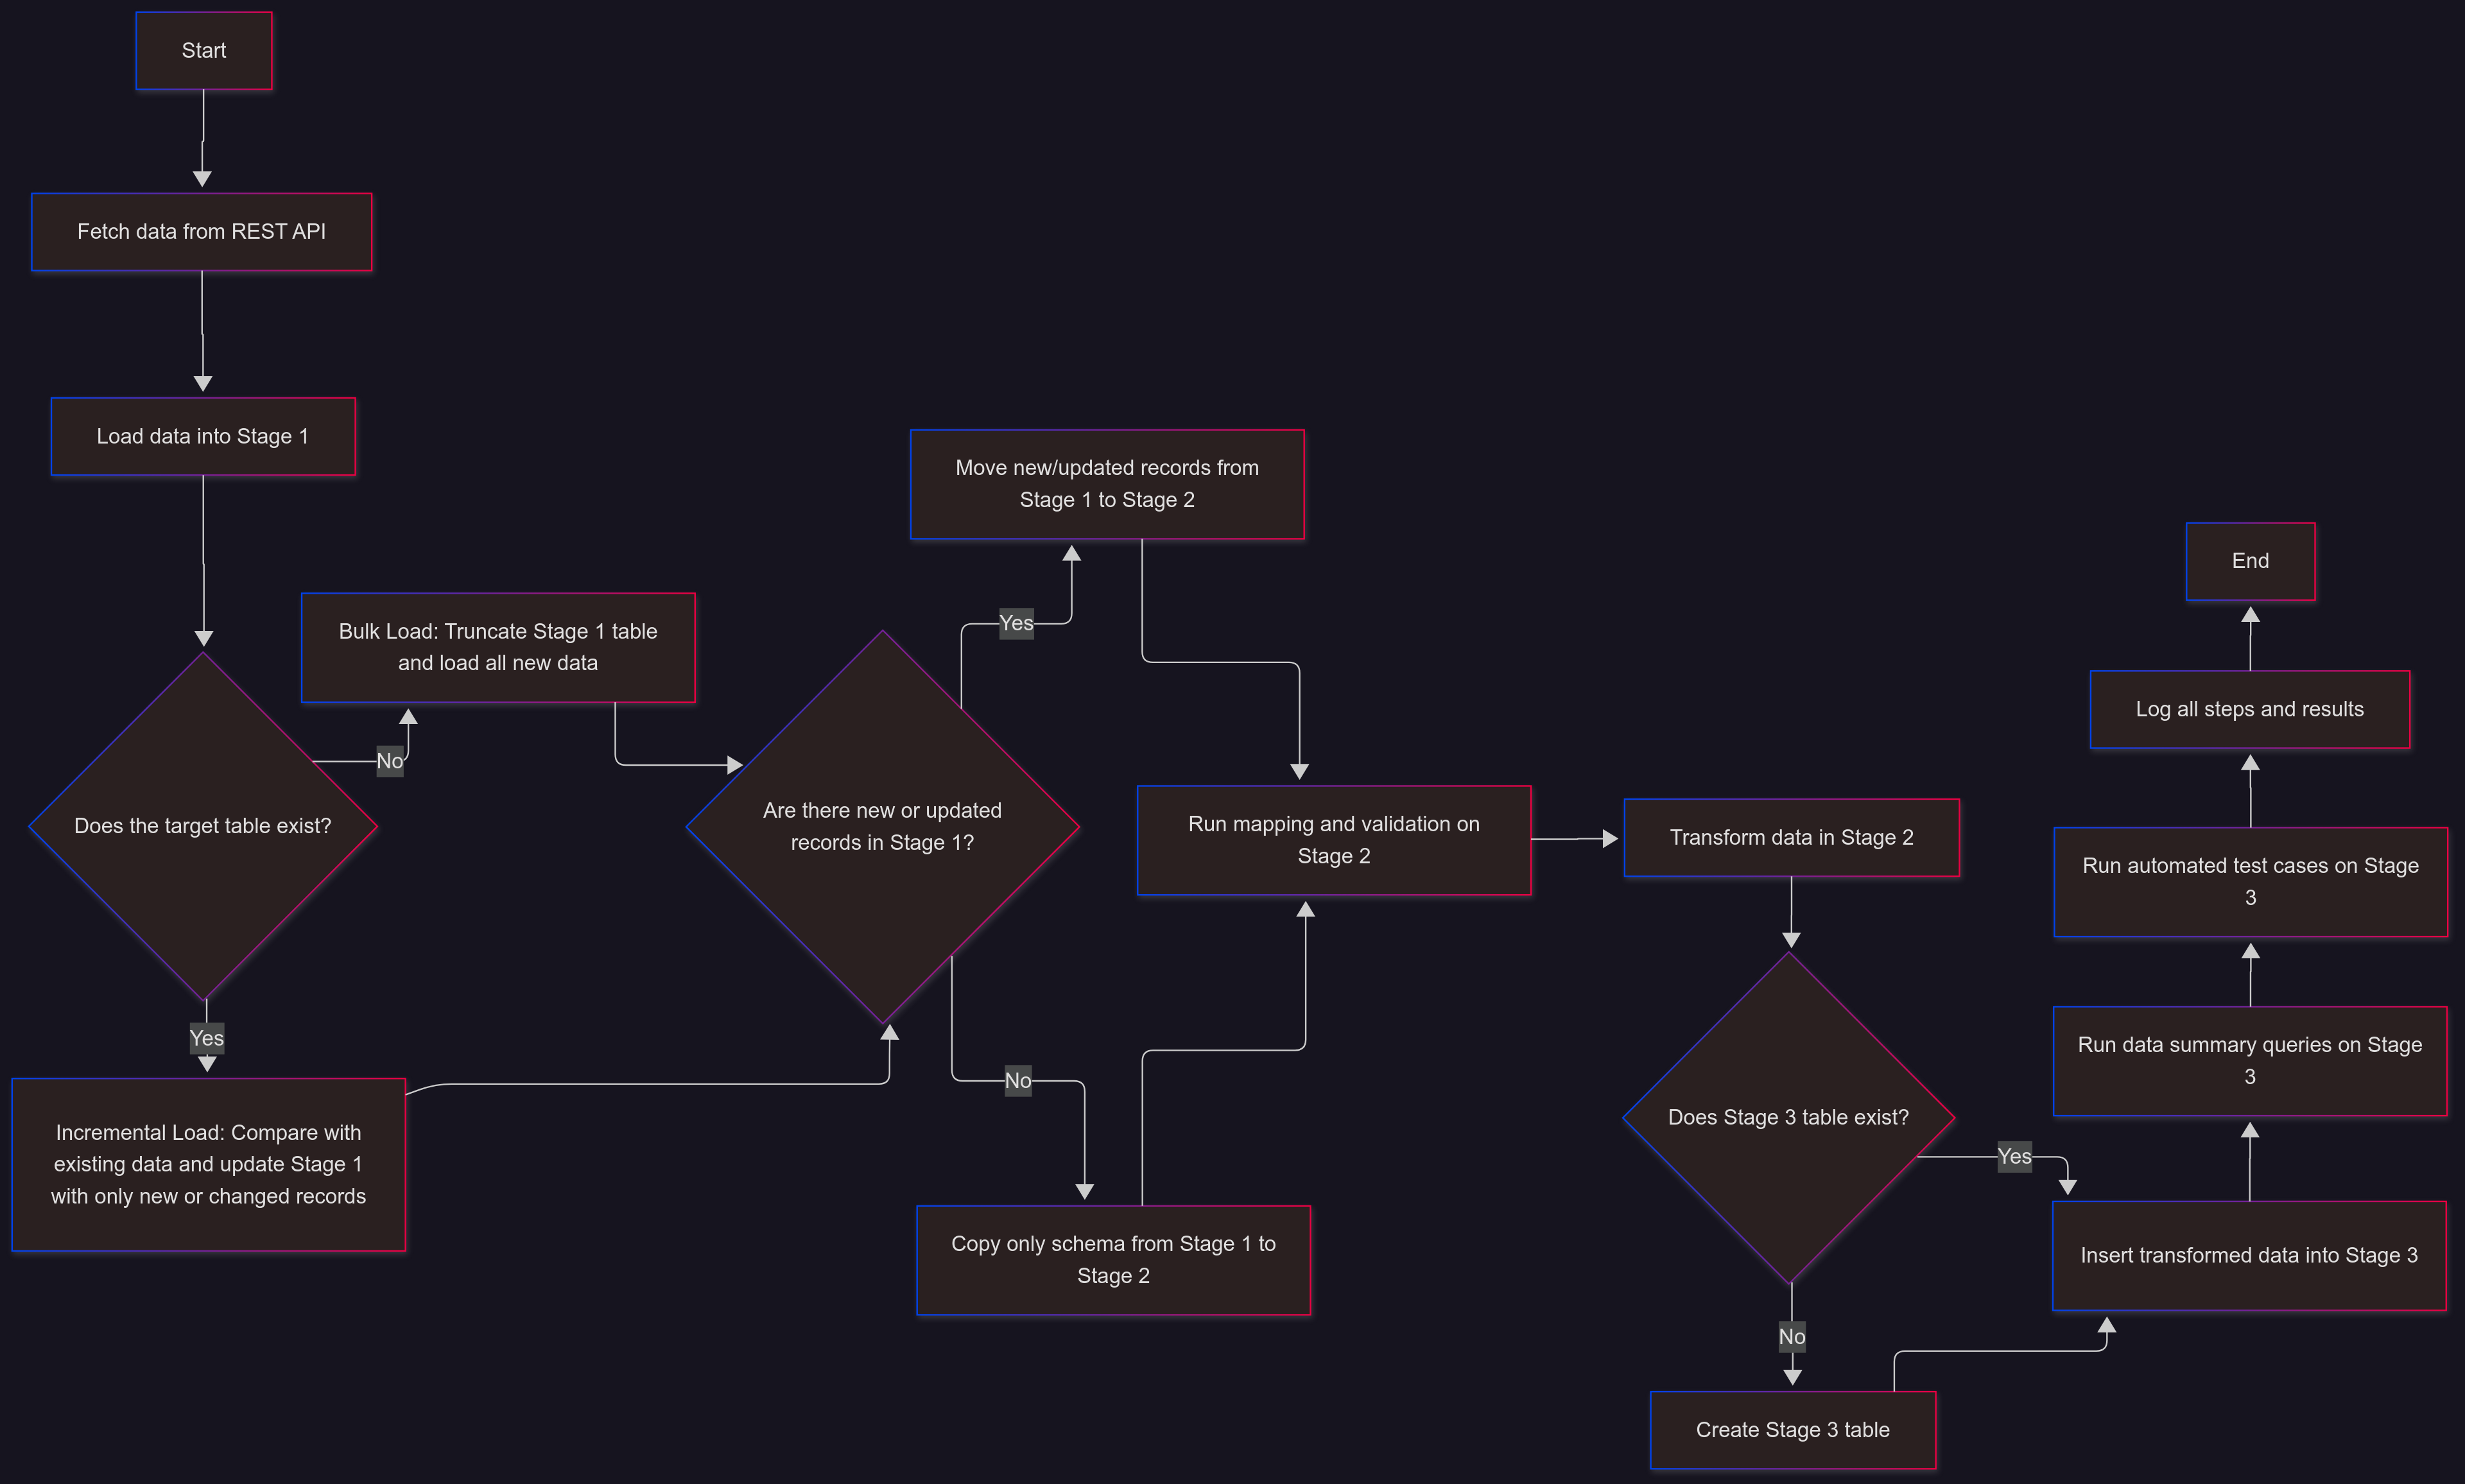 Start
Fetch data from REST API
Load data into Stage 1
Does the target table exist?
No
Bulk Load: Truncate Stage 1 table
and load all new data
Yes
Incremental Load: Compare with
existing data and update Stage 1
with only new or changed records
Are there new or updated
records in Stage 1?
Yes
Move new/updated records from
Stage 1 to Stage 2
No
Copy only schema from Stage 1 to
Stage 2
Run mapping and validation on
Stage 2
Transform data in Stage 2
Does Stage 3 table exist?
No
Create Stage 3 table
Yes
Insert transformed data into Stage 3
Run data summary queries on Stage
3
Run automated test cases on Stage
3
Log all steps and results
End